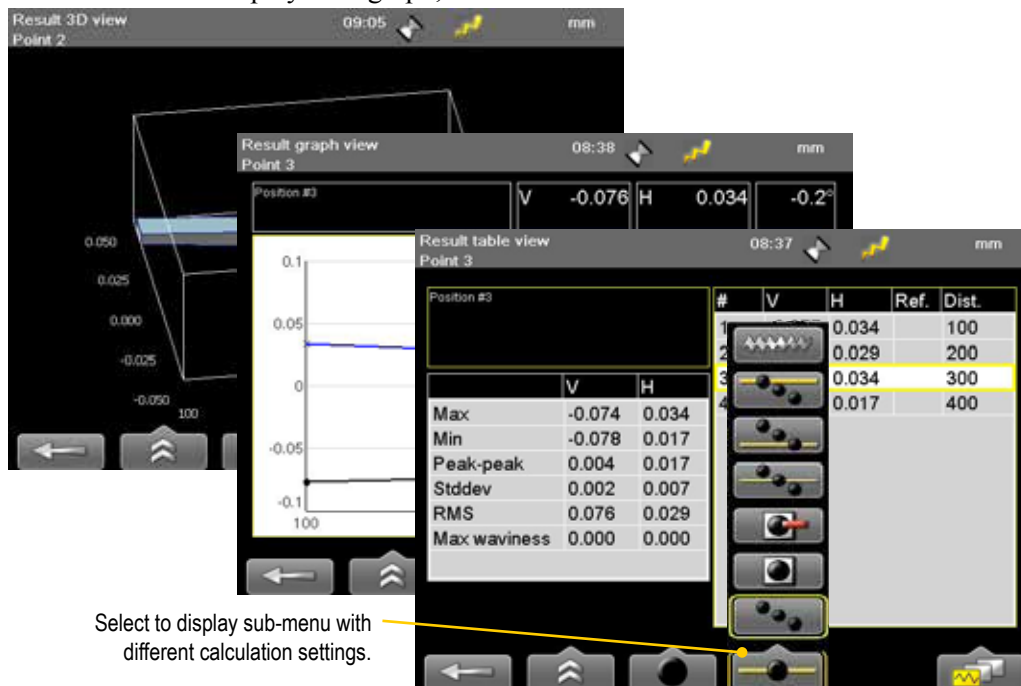 Result 3D view 09:05 mm
Point 2
0.050
0.025
0.000
-0.025
-0.050
100
Result graph view 08:38 mm
Point 3
Position #3 V -0.076 H 0.034 -0.2°
0.1
0.05
0
-0.05
-0.1
100
Result table view 08:37 mm
Point 3
Position #3
# V H Ref. Dist.
1 0.034 100
2 0.029 200
3 0.034 300
4 0.017 400
V H
Max -0.074 0.034
Min -0.078 0.017
Peak-peak 0.004 0.017
Stddev 0.002 0.007
RMS 0.076 0.029
Max waviness 0.000 0.000
Select to display sub-menu with
different calculation settings.